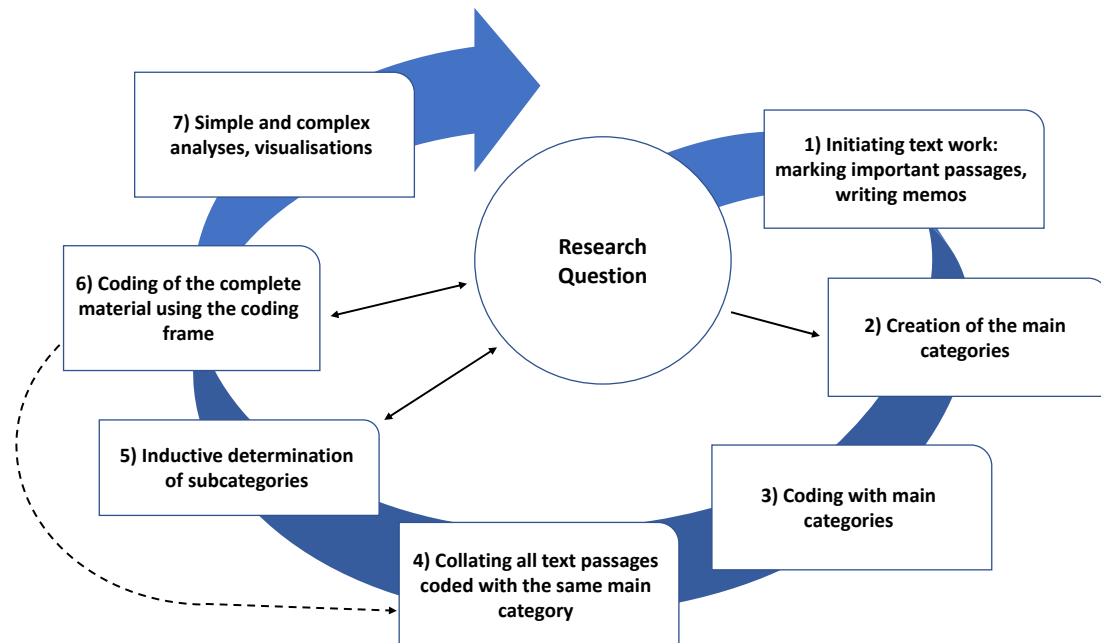 7) Simple and complex
analyses, visualisations
1) Initiating text work:
marking important passages,
writing memos
Research
Question
6) Coding of the complete
material using the coding
frame
2) Creation of the main
categories
5) Inductive determination
of subcategories
3) Coding with main
categories
4) Collating all text passages
coded with the same main
category